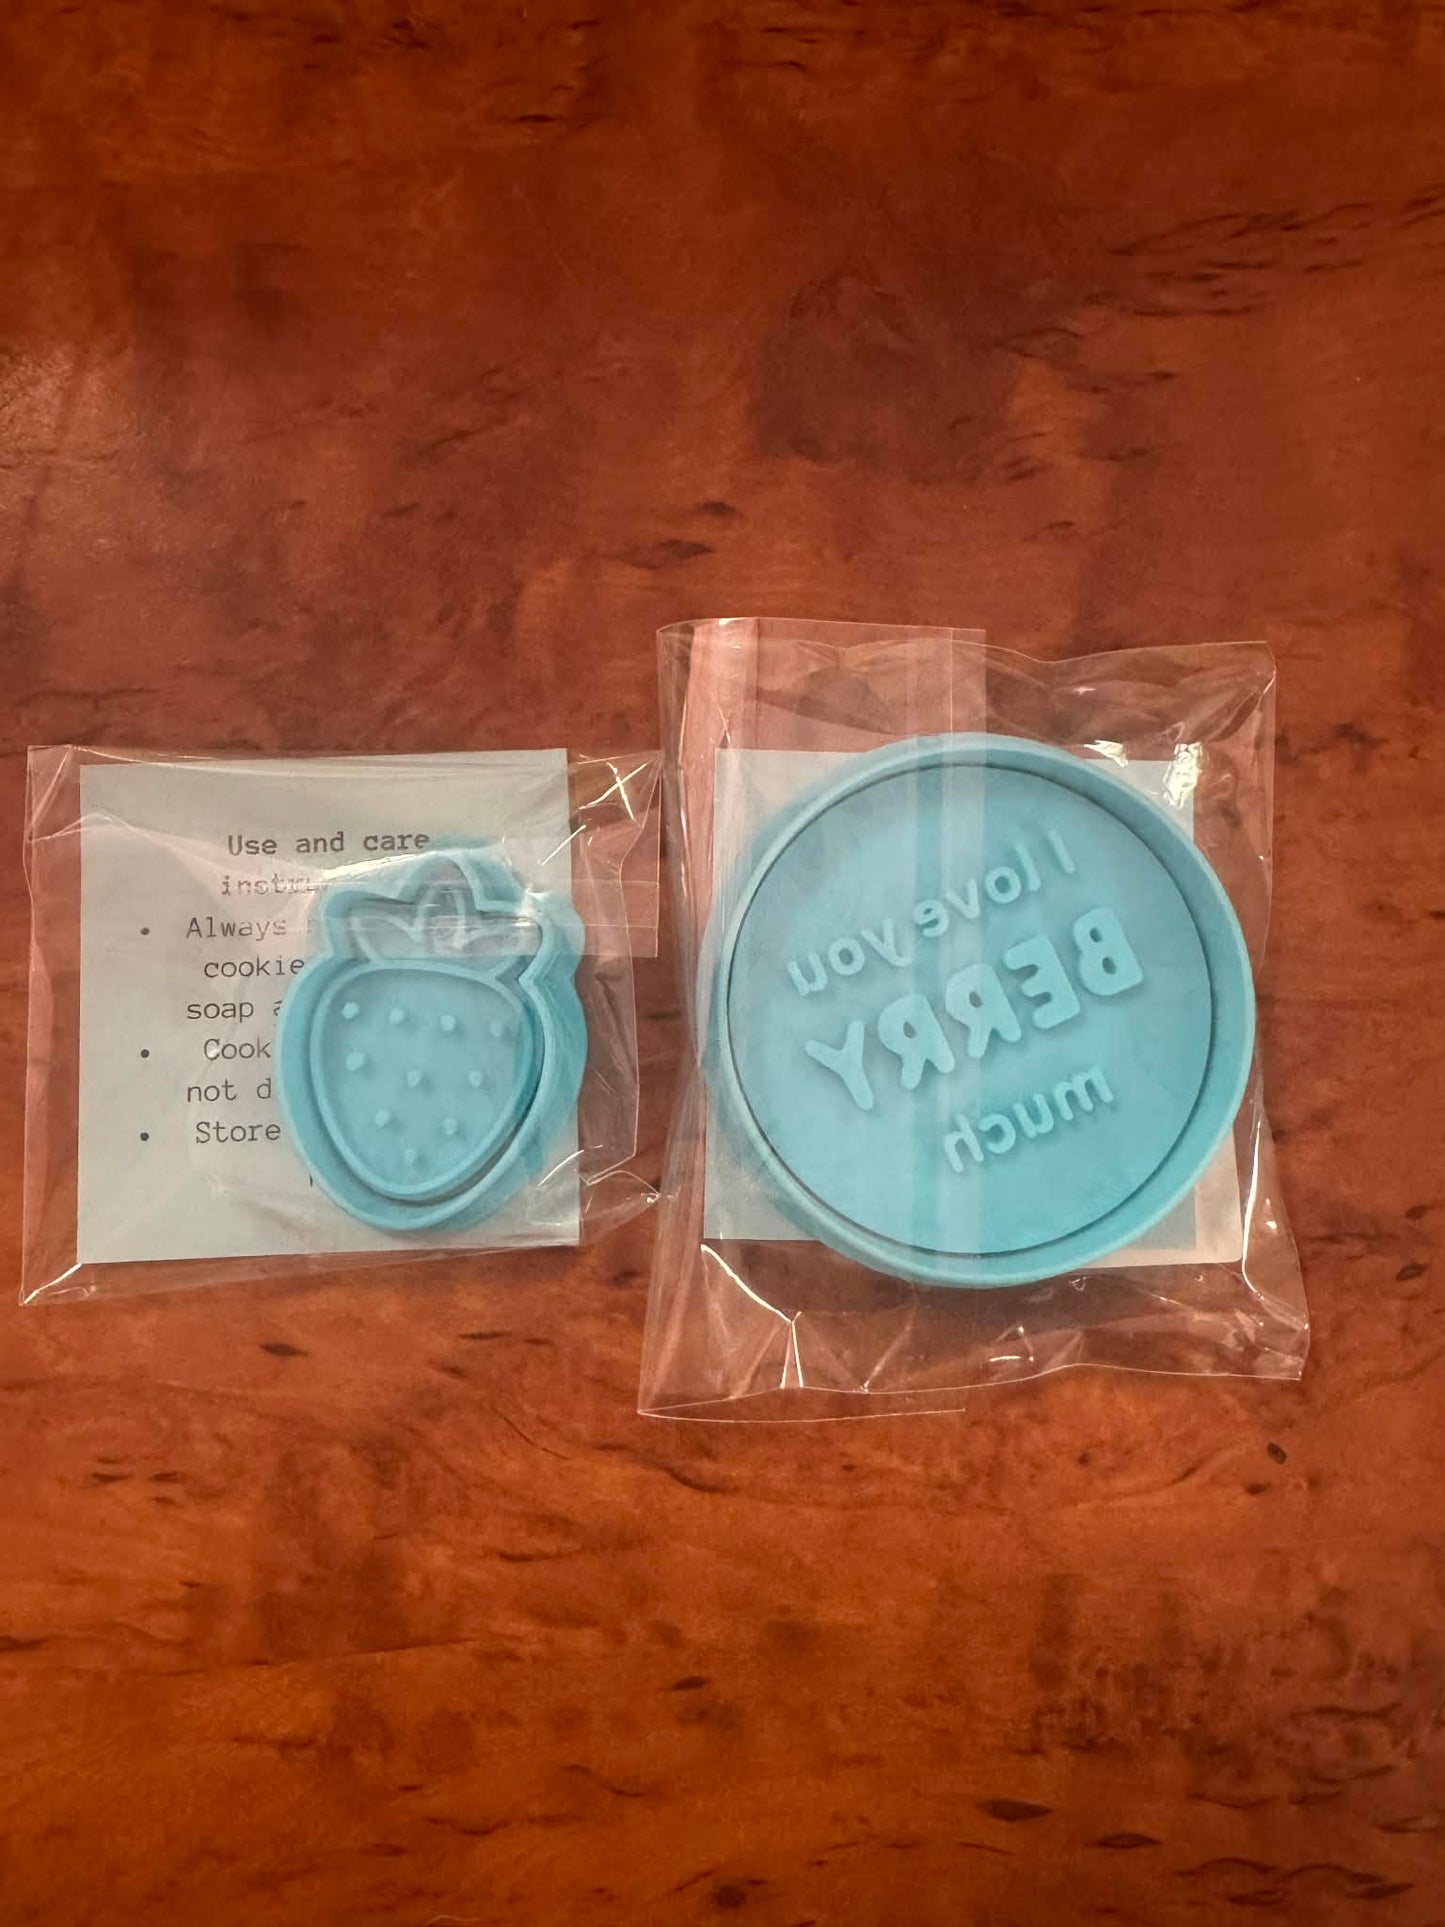 Use and care
Always
cookie
soap
Cook
not d
Store
I love you
BERRY
much